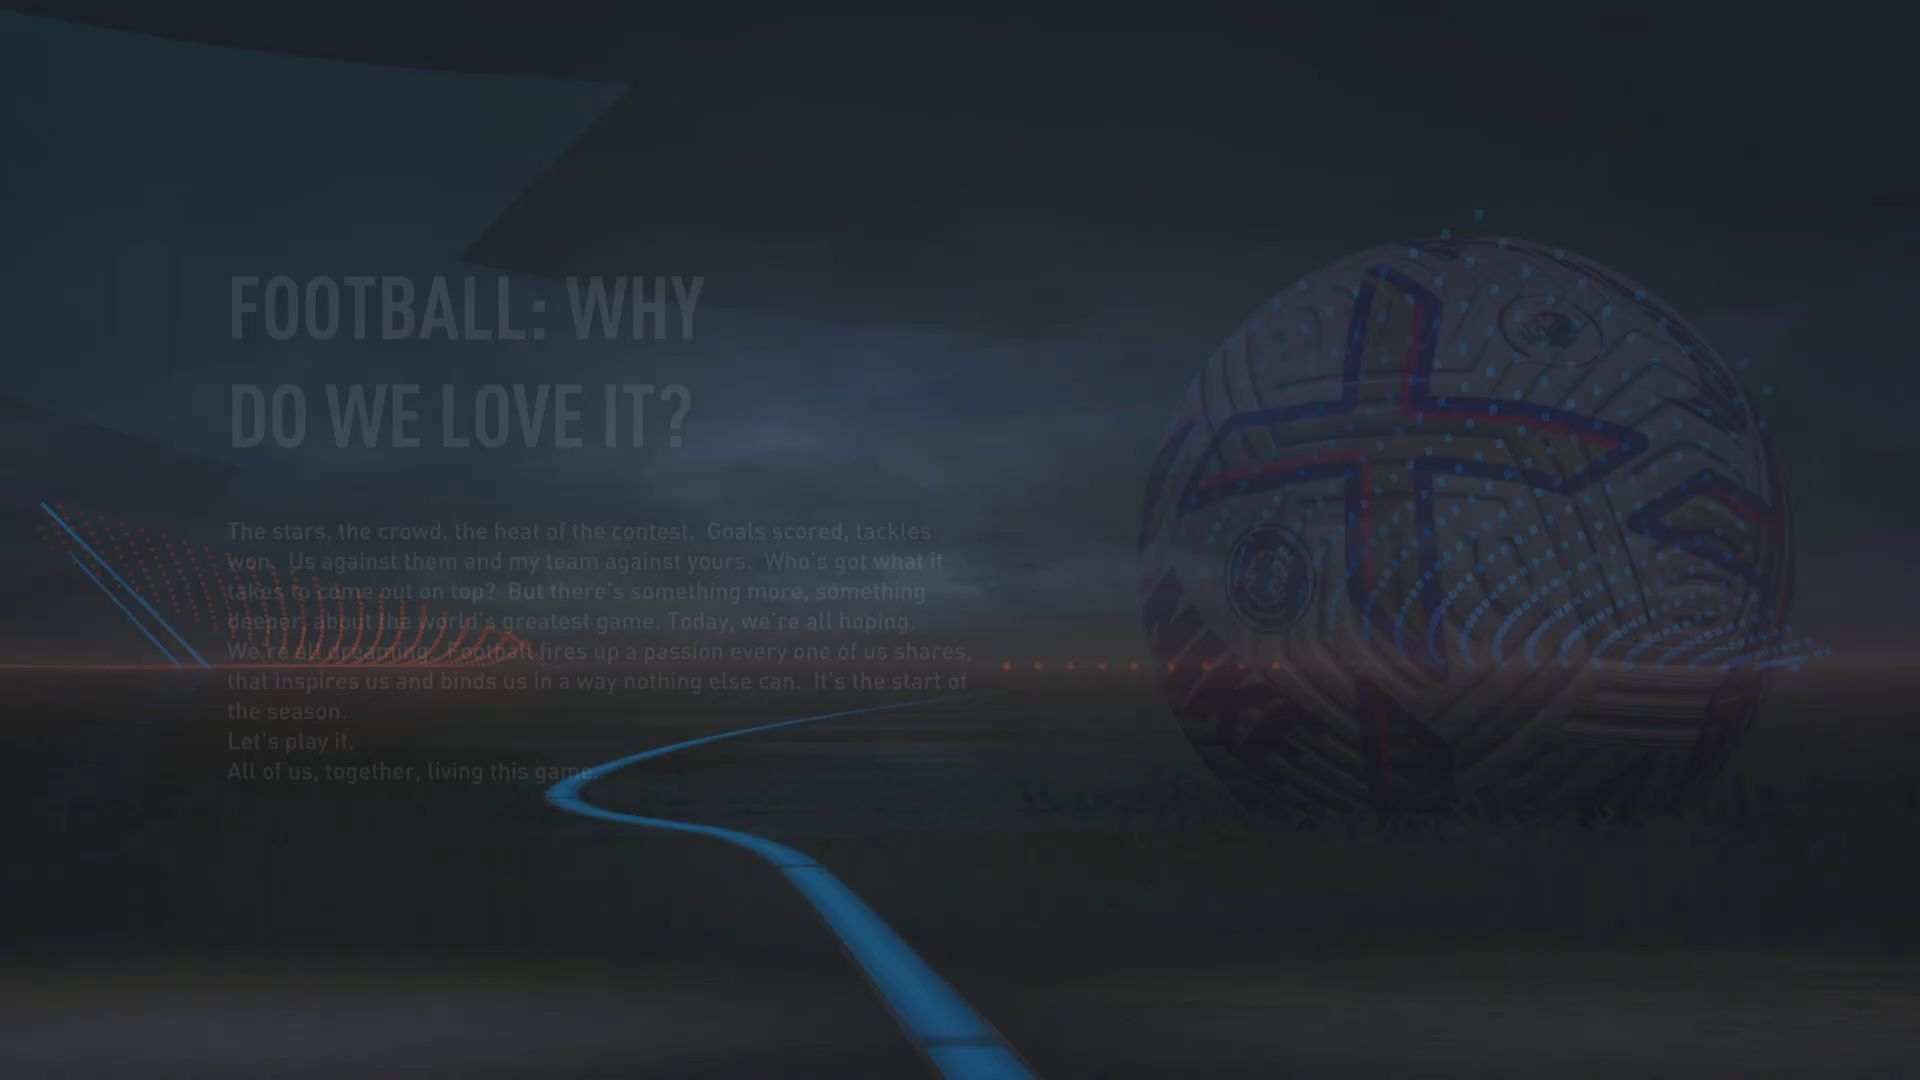 FOOTBALL: WHY
DO WE LOVE IT?
The stars, the crowd, the heat of the contest.  Goals scored, tackles
won.  Us against them and my team against yours.  Who's got what it
takes to come out on top?  But there's something more, something
deeper, about the world's greatest game. Today, we're all hoping.
We're all dreaming.  Football fires up a passion every one of us shares,
that inspires us and binds us in a way nothing else can.  It's the start of
the season.
Let's play it.
All of us, together, living this game.